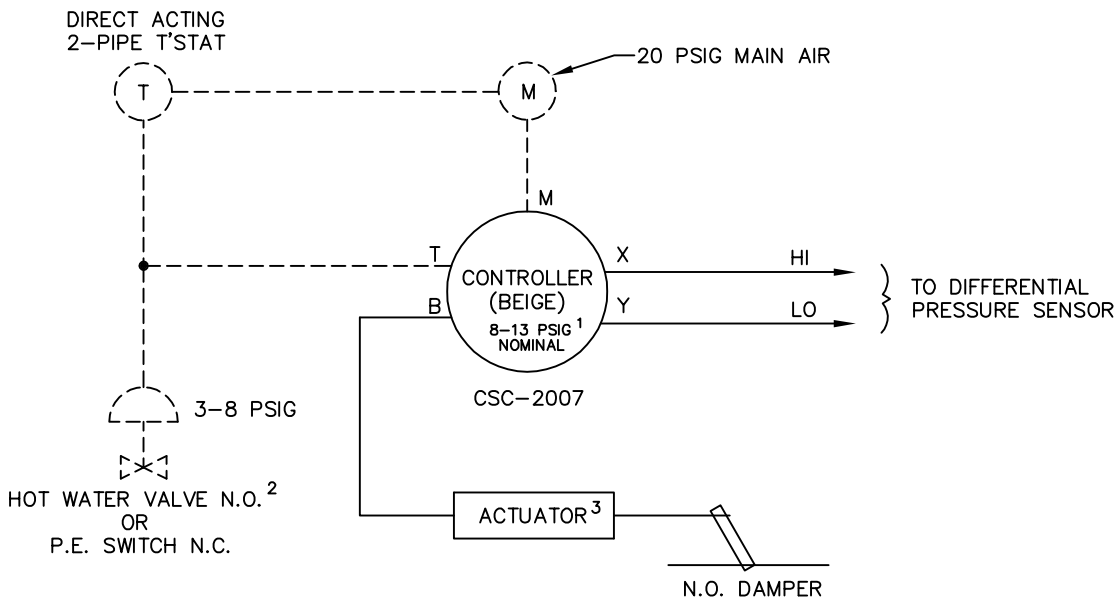 DIRECT ACTING
2-PIPE T'STAT
20 PSIG MAIN AIR
T
M
M
T
X
HI
CONTROLLER
(BEIGE)
8-13 PSIG 1
NOMINAL
TO DIFFERENTIAL
PRESSURE SENSOR
B
Y
LO
CSC-2007
3-8 PSIG
HOT WATER VALVE N.O. 2
OR
P.E. SWITCH N.C.
ACTUATOR 3
N.O. DAMPER